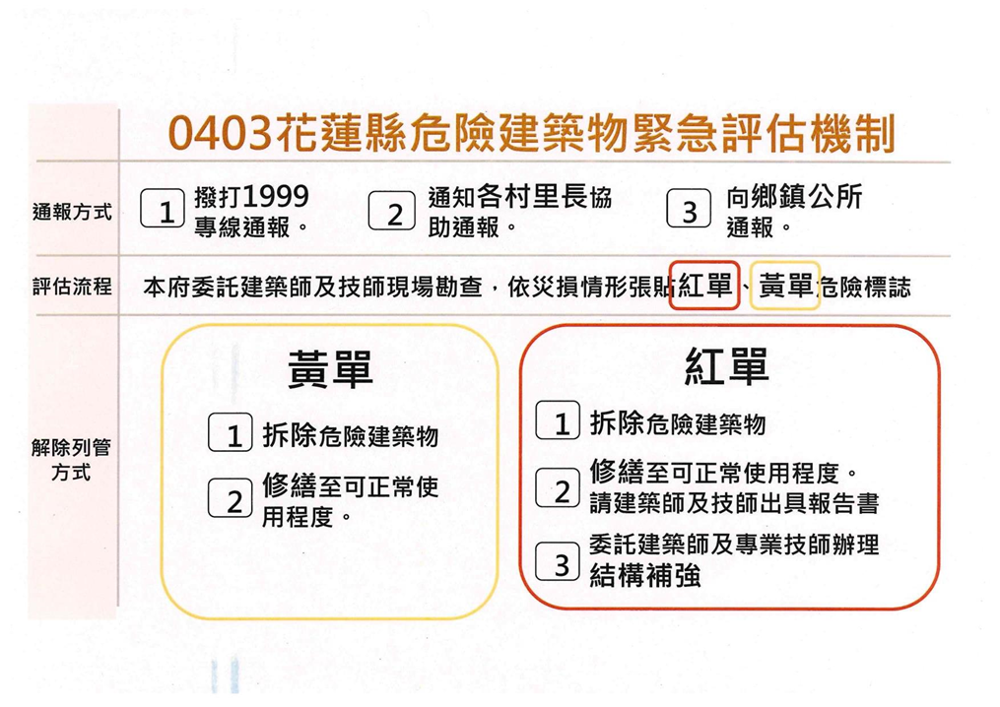 0403花蓮縣危險建築物緊急評估機制
通報方式
1
撥打1999
專線通報。
2
通知各村里長協
助通報。
3
向鄉鎮公所
通報。
評估流程
本府委託建築師及技師現場勘查，依災損情形張貼紅單、黃單危險標誌
解除列管
方式
黃單
1
拆除危險建築物
2
修繕至可正常使
用程度。
紅單
1
拆除危險建築物
2
修繕至可正常使用程度。
請建築師及技師出具報告書
3
委託建築師及專業技師辦理
結構補強